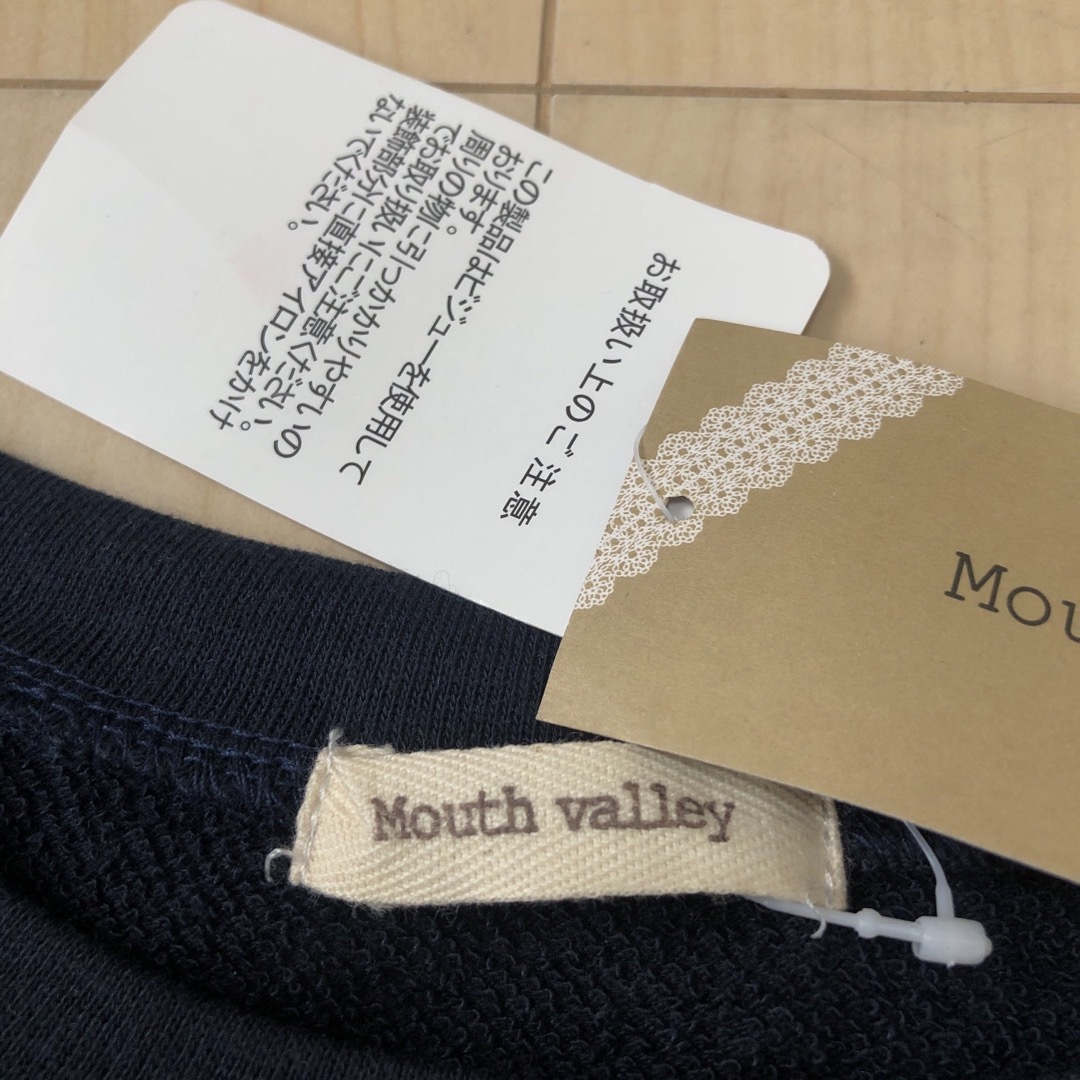 お取扱い上のご注意
この製品はビジューを使用して
おります。
周りの物に引っかかりやすいの
でお取り扱いにご注意ください。
装飾部分に直接アイロンをかけ
ないでください。
Mou
Mouth valley